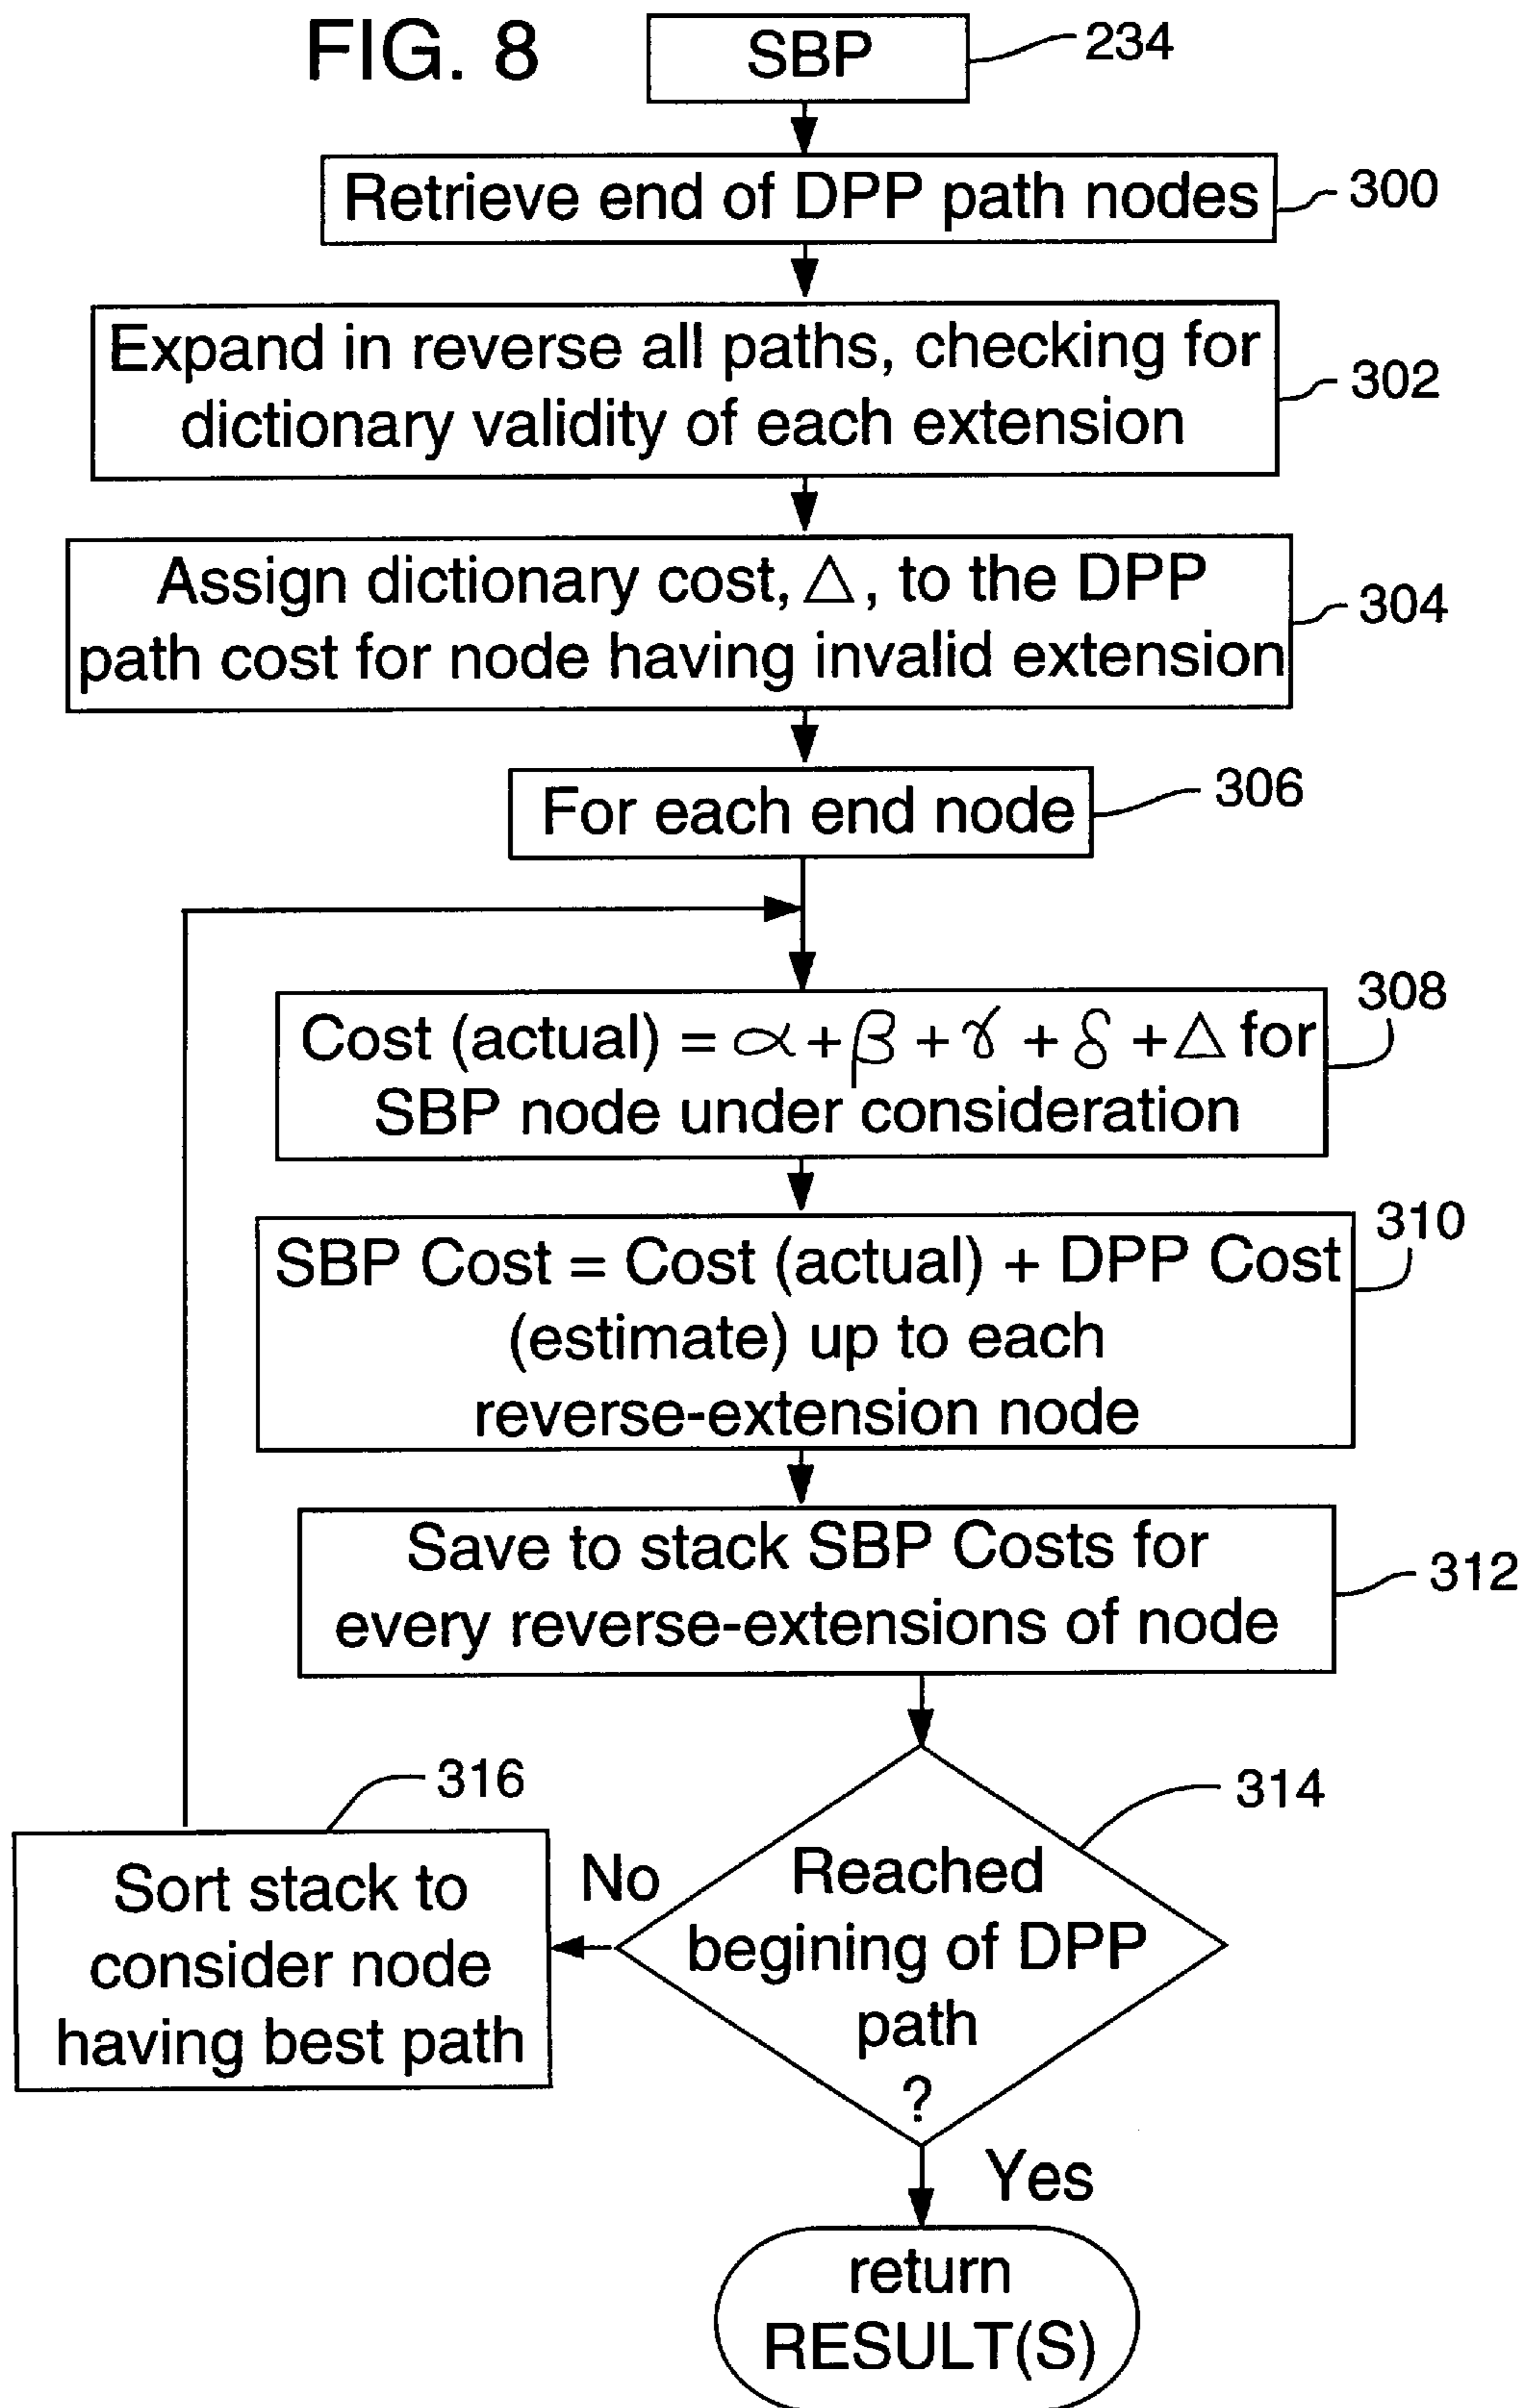 FIG. 8
SBP
234
Retrieve end of DPP path nodes
300
Expand in reverse all paths, checking for
dictionary validity of each extension
302
Assign dictionary cost, △, to the DPP
path cost for node having invalid extension
304
For each end node
306
Cost (actual) = α + β + γ + δ + △ for
SBP node under consideration
308
SBP Cost = Cost (actual) + DPP Cost
(estimate) up to each
reverse-extension node
310
Save to stack SBP Costs for
every reverse-extensions of node
312
Reached
begining of DPP
path
?
314
No
Sort stack to
consider node
having best path
316
Yes
return
RESULT(S)